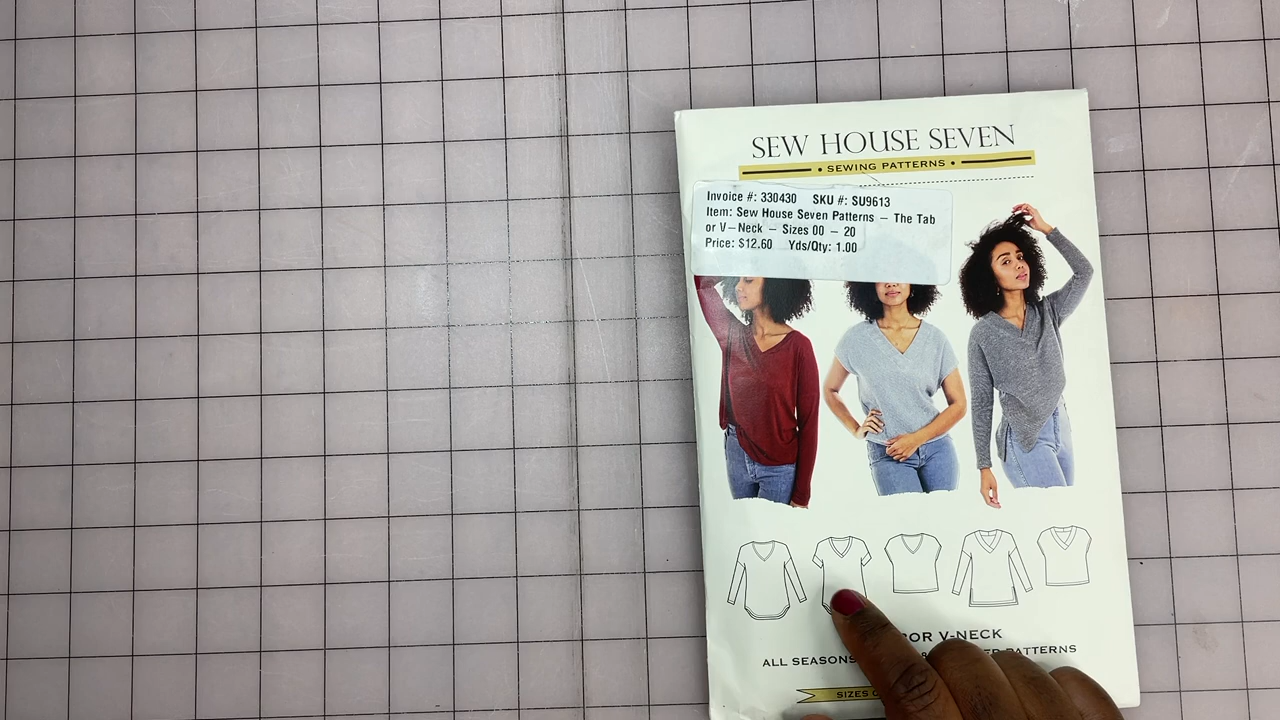 SEW HOUSE SEVEN
• SEWING PATTERNS •
Invoice #: 330430 SKU #: SU9613
Item: Sew House Seven Patterns – The Tab
or V–Neck – Sizes 00 – 20
Price: $12.60 Yds/Qty: 1.00
V-NECK
ALL SEASONS PATTERNS
SIZES